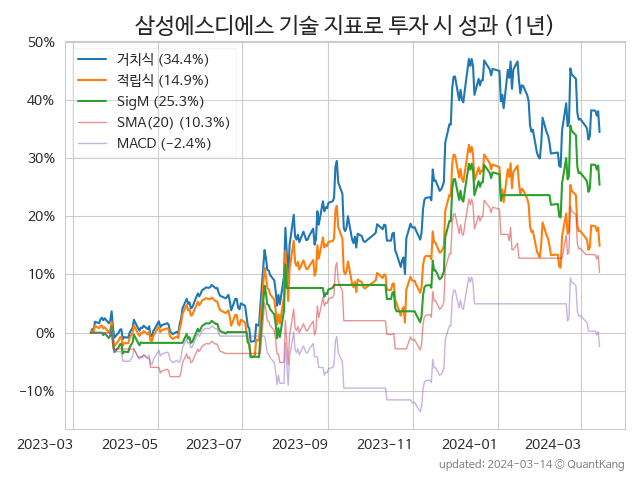 삼성에스디에스 기술 지표로 투자 시 성과 (1년)
50%
40%
30%
20%
10%
0%
−10%
거치식 (34.4%)
적립식 (14.9%)
SigM (25.3%)
SMA(20) (10.3%)
MACD (−2.4%)
2023-03 2023-05 2023-07 2023-09 2023-11 2024-01 2024-03
updated: 2024-03-14 © QuantKang